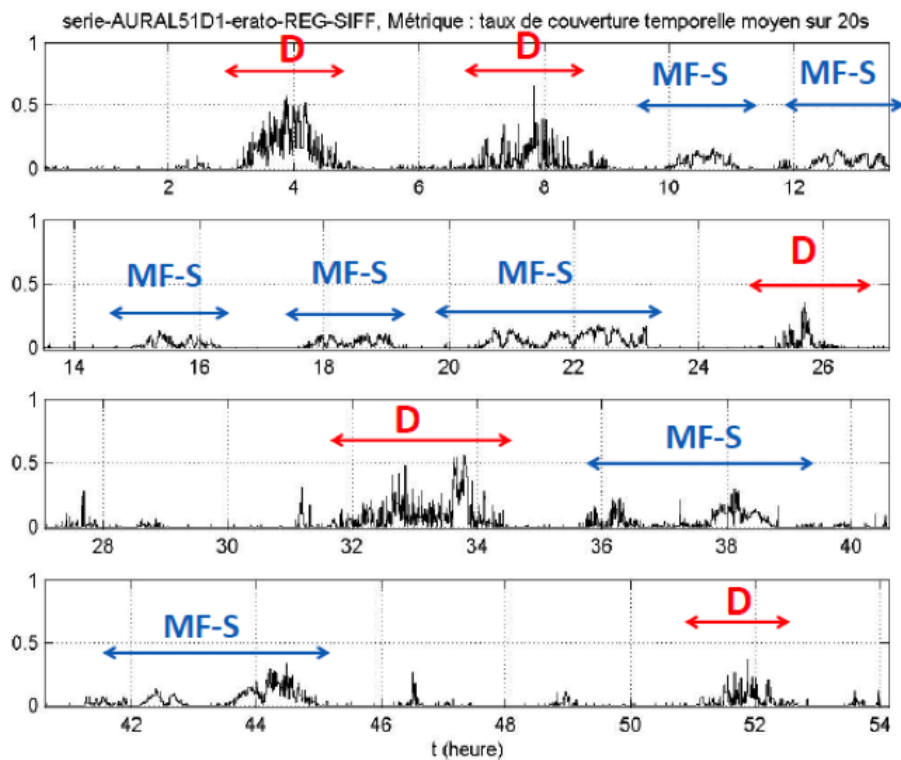 serie-AURAL51D1-erato-REG-SIFF, Métrique : taux de couverture temporelle moyen sur 20s
D D MF-S MF-S
1
0.5
0
2 4 6 8 10 12
MF-S MF-S MF-S D
1
0.5
0
14 16 18 20 22 24 26
D MF-S
1
0.5
0
28 30 32 34 36 38 40
MF-S D
1
0.5
0
42 44 46 48 50 52 54
t (heure)